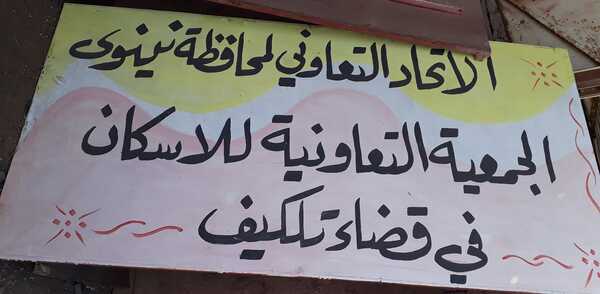 الاتحاد التعاوني لمحافظة نينوى
الجمعية التعاونية للاسكان
في قضاء تلكيف